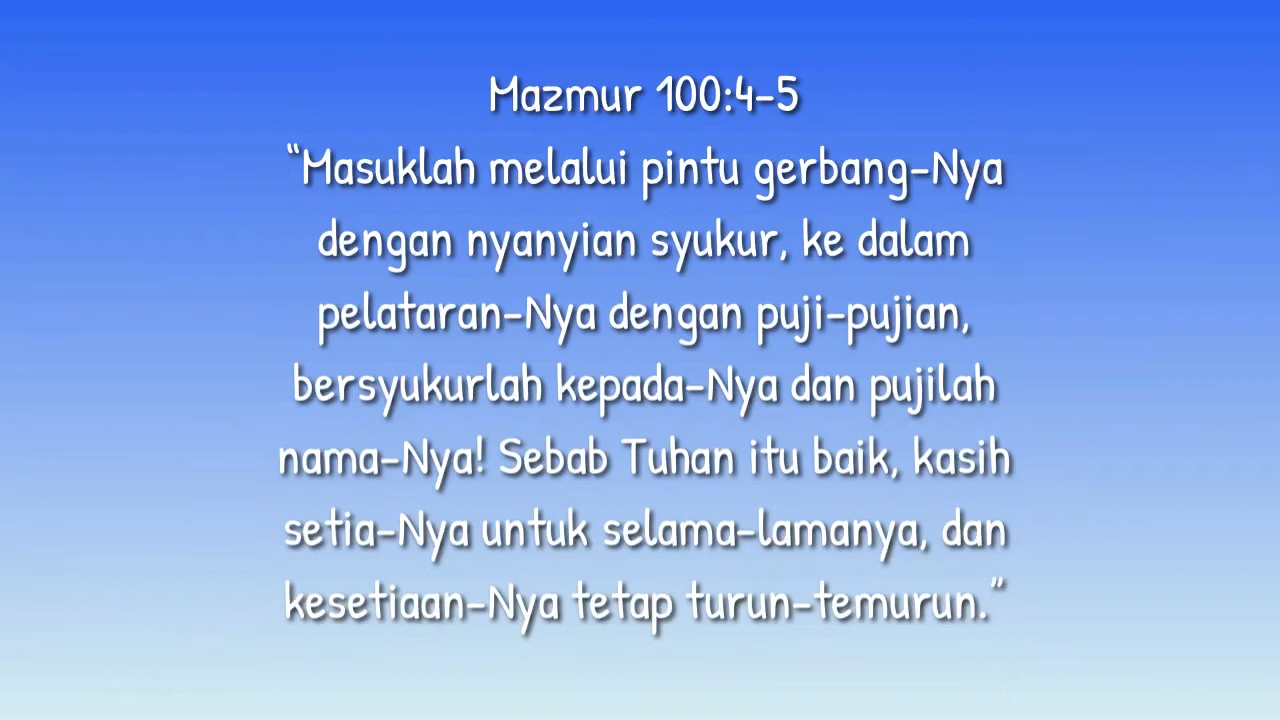 Mazmur 100:4-5
“Masuklah melalui pintu gerbang-Nya
dengan nyanyian syukur, ke dalam
pelataran-Nya dengan puji-pujian,
bersyukurlah kepada-Nya dan pujilah
nama-Nya! Sebab Tuhan itu baik, kasih
setia-Nya untuk selama-lamanya, dan
kesetiaan-Nya tetap turun-temurun.”